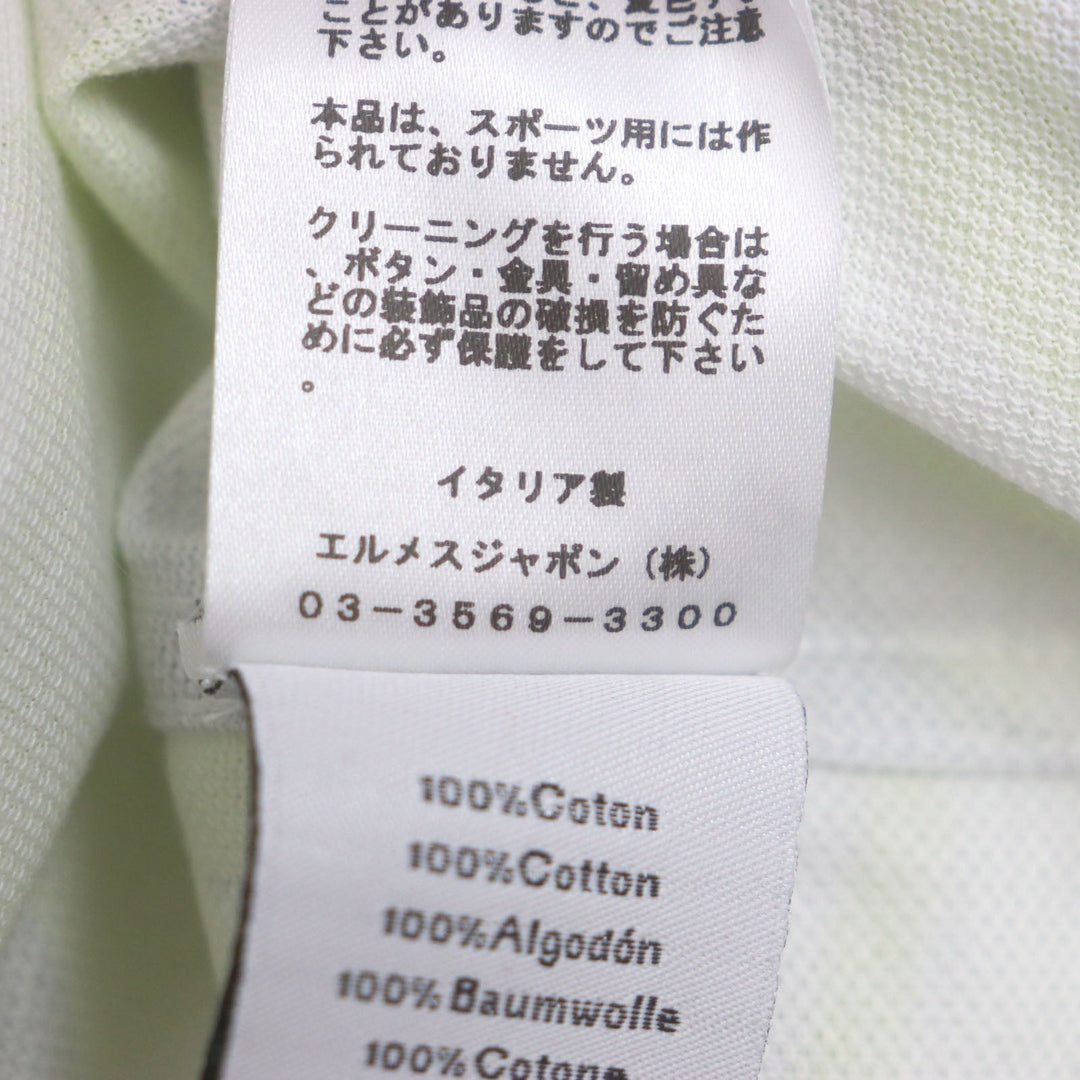 ことがありますのでご注意
下さい。
本品は、スポーツ用には作
られておりません。
クリーニングを行う場合は
、ボタン・金具・留め具な
どの装飾品の破損を防ぐた
めに必ず保護をして下さい
。
イタリア製
エルメスジャポン(株)
03-3569-3300
100%Coton
100%Cotton
100%Algodón
100%Baumwolle
100%Cotone